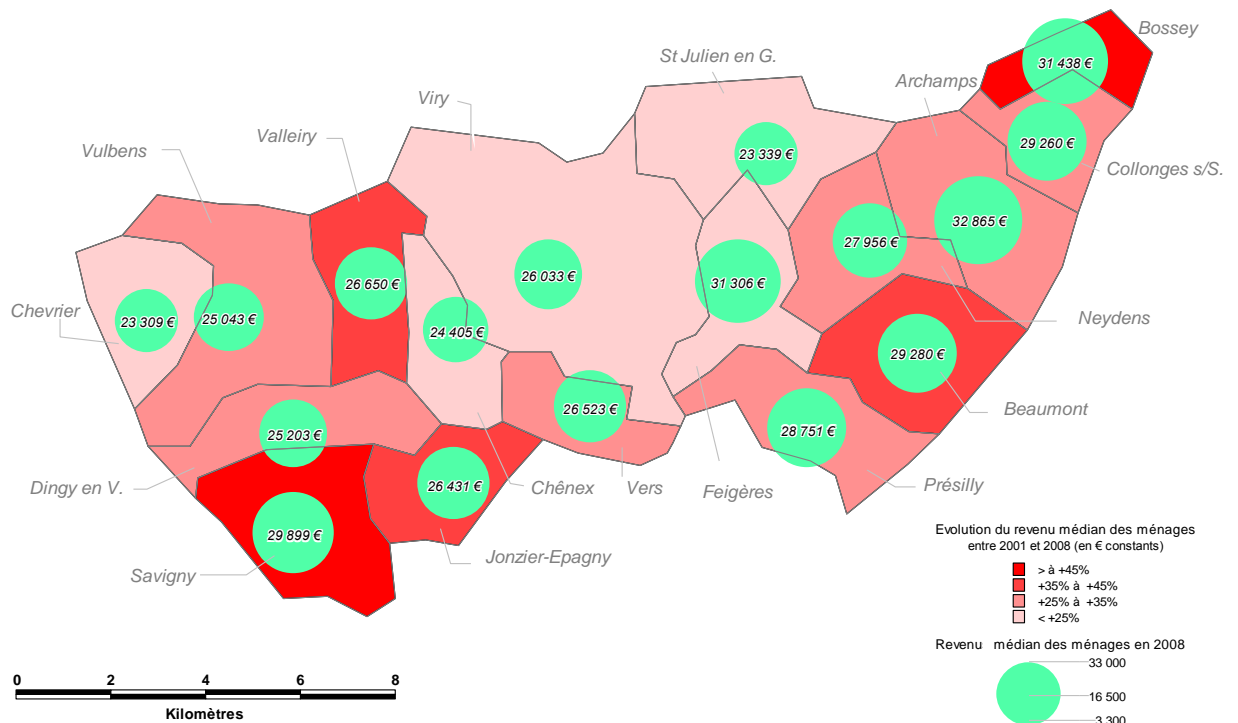 Bossey
St Julien en G.
31 438 €
Archamps
Viry
Valleiry
Vulbens
23 339 €
29 260 €
Collonges s/S.
32 865 €
27 956 €
26 033 €
26 650 €
31 306 €
Chevrier
23 309 €
25 043 €
24 405 €
Neydens
29 280 €
Beaumont
26 523 €
28 751 €
25 203 €
Dingy en V.
26 431 €
Chênex
Vers
Feigères
Présilly
29 899 €
Savigny
Jonzier-Epagny
Evolution du revenu médian des ménages
entre 2001 et 2008 (en € constants)
> à +45%
+35% à +45%
+25% à +35%
< +25%
Revenu médian des ménages en 2008
33 000
16 500
3 300
0 2 4 6 8
Kilomètres